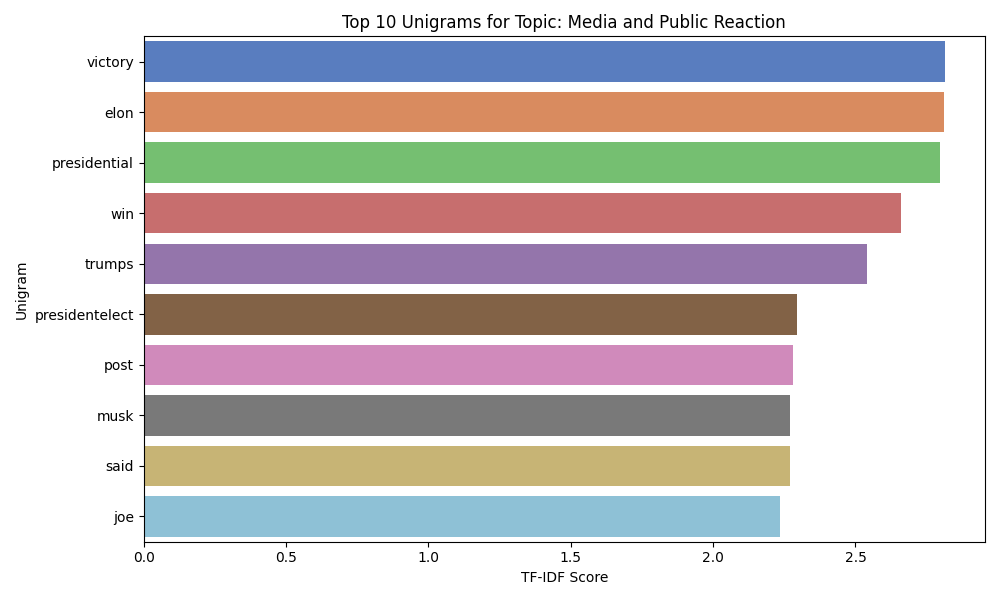 Top 10 Unigrams for Topic: Media and Public Reaction
victory
elon
presidential
win
trumps
presidentelect
post
musk
said
joe
Unigram
0.0 0.5 1.0 1.5 2.0 2.5
TF-IDF Score